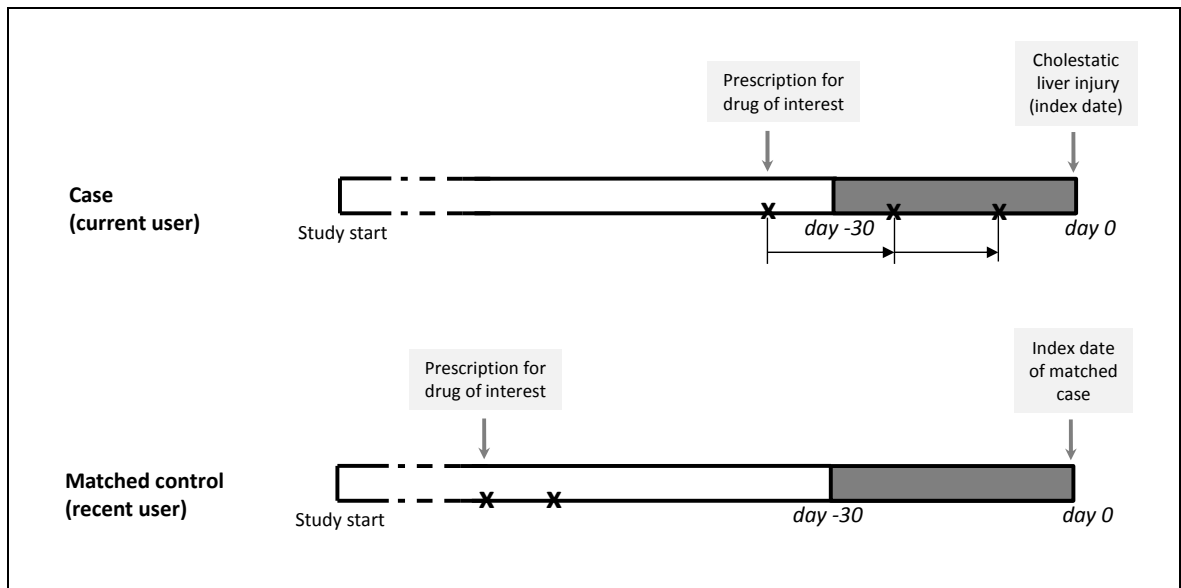 Prescription for
drug of interest
Cholestatic
liver injury
(index date)
Case
(current user)
Study start
X
X
X
day -30
day 0
Prescription for
drug of interest
Index date
of matched
case
Matched control
(recent user)
Study start
X
X
day -30
day 0